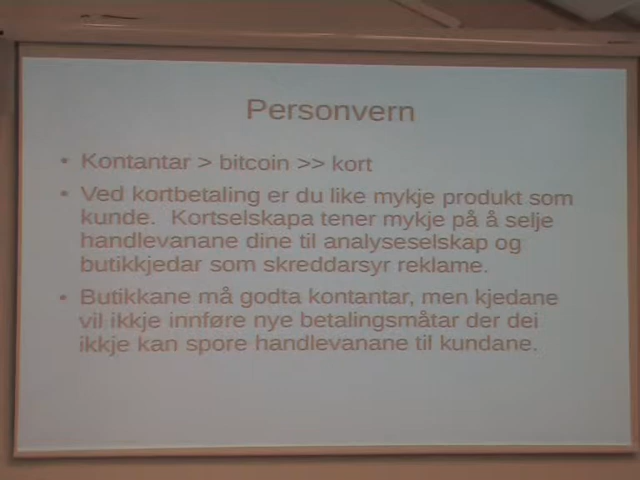 Personvern
• Kontantar > bitcoin >> kort
• Ved kortbetaling er du like mykje produkt som
kunde.  Kortselskapa tener mykje på å selje
handlevanane dine til analyseselskap og
butikkjedar som skreddarsyr reklame.
• Butikkane må godta kontantar, men kjedane
vil ikkje innføre nye betalingsmåtar der dei
ikkje kan spore handlevanane til kundane.